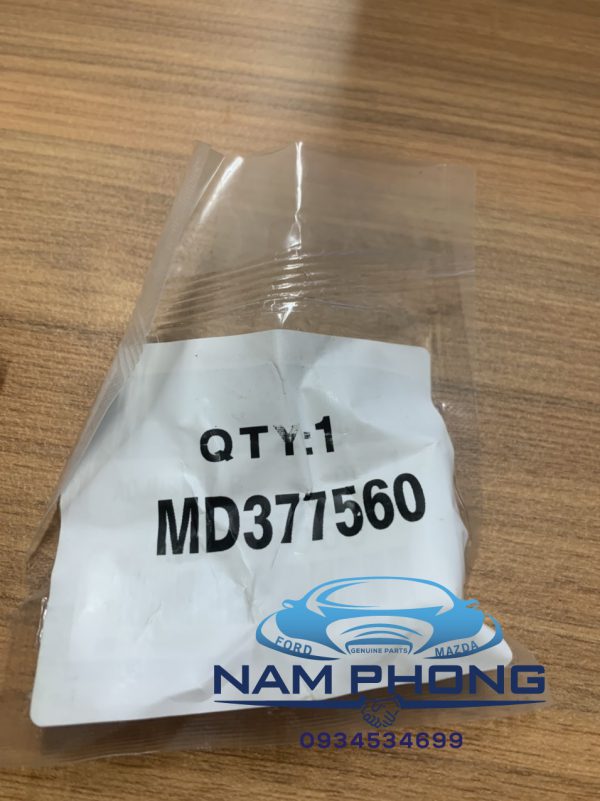 QTY:1
MD377560
FORD
GENUINE PARTS
MAZDA
NAM PHONG
0934534699